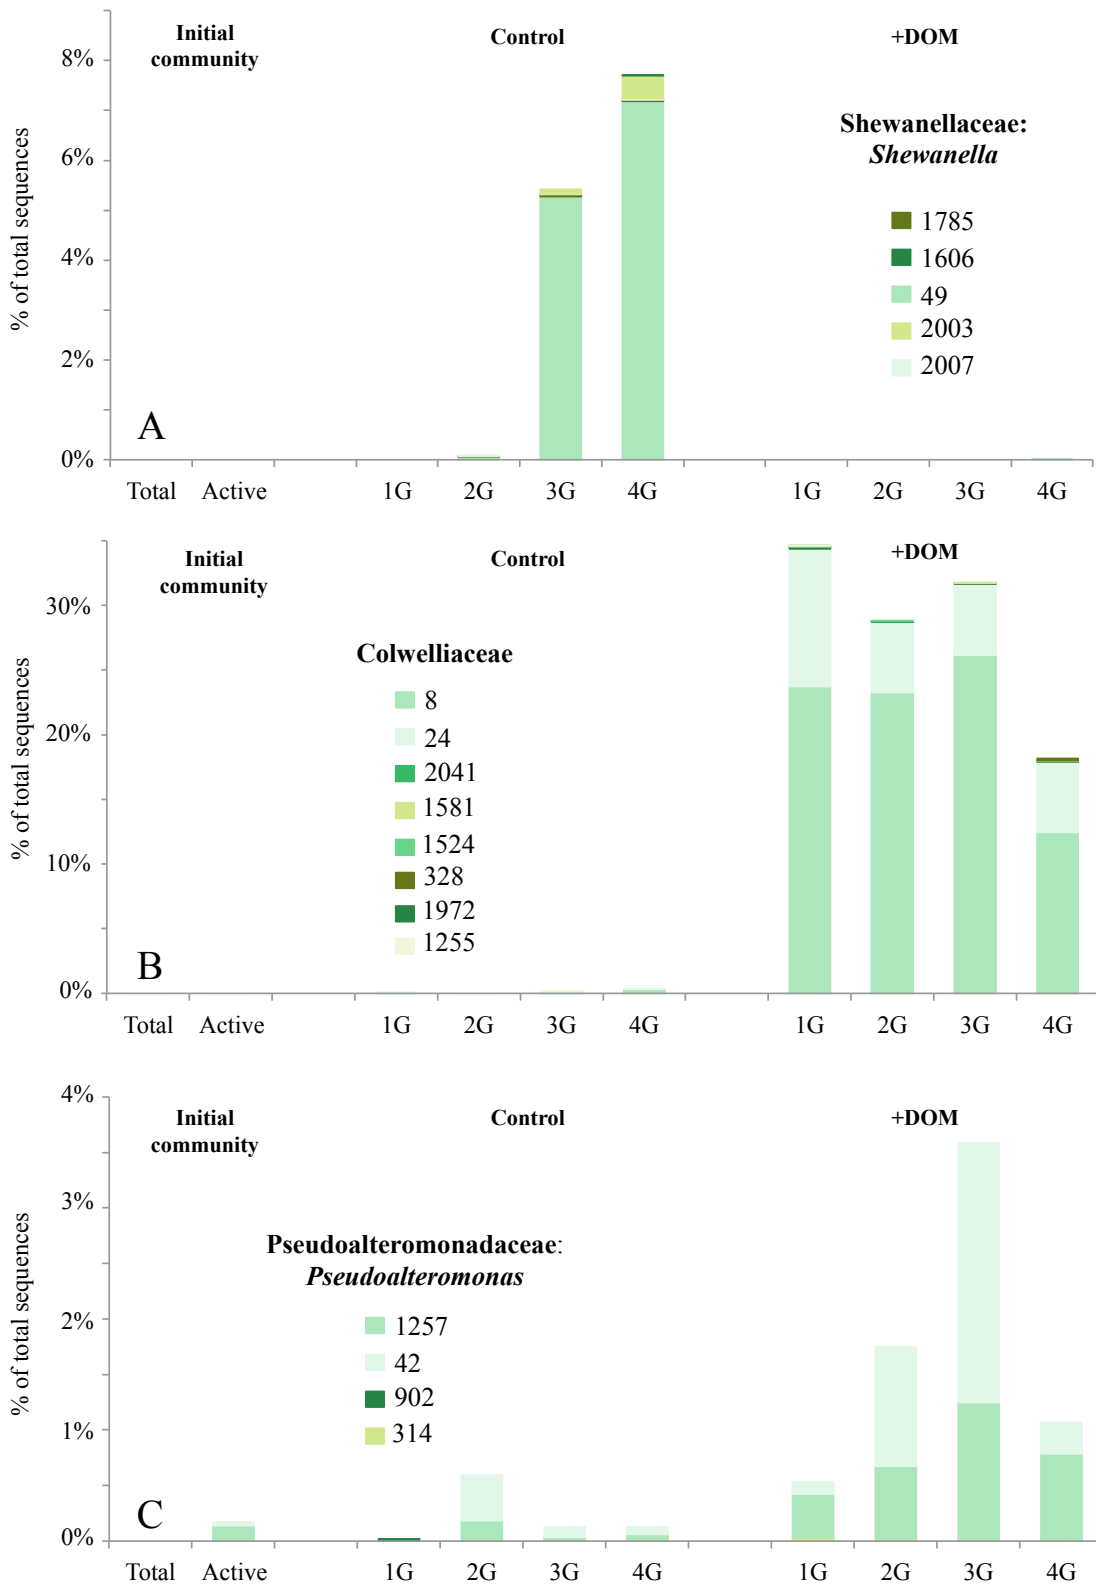 Initial
community
Control
+DOM
8%
6%
4%
2%
0%
% of total sequences
Shewanellaceae:
Shewanella
1785
1606
49
2003
2007
A
Total Active 1G 2G 3G 4G 1G 2G 3G 4G
Initial
community
Control
+DOM
30%
20%
10%
0%
% of total sequences
Colwelliaceae
8
24
2041
1581
1524
328
1972
1255
B
Total Active 1G 2G 3G 4G 1G 2G 3G 4G
Initial
community
Control
+DOM
4%
3%
2%
1%
0%
% of total sequences
Pseudoalteromonadaceae:
Pseudoalteromonas
1257
42
902
314
C
Total Active 1G 2G 3G 4G 1G 2G 3G 4G